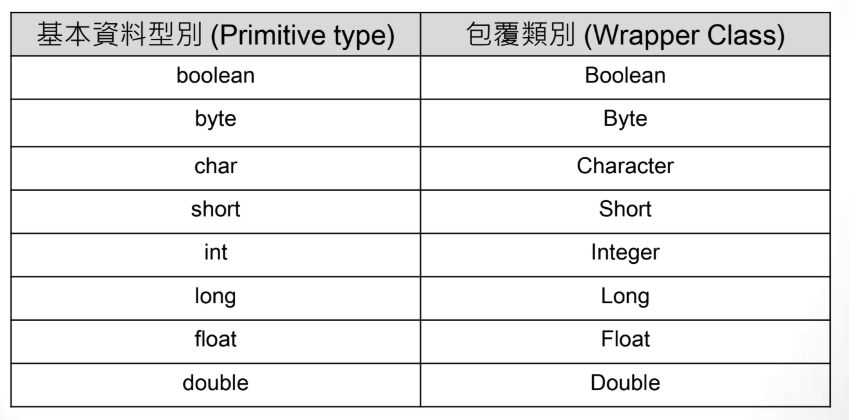 基本資料型別 (Primitive type) 包覆類別 (Wrapper Class)
boolean Boolean
byte Byte
char Character
short Short
int Integer
long Long
float Float
double Double